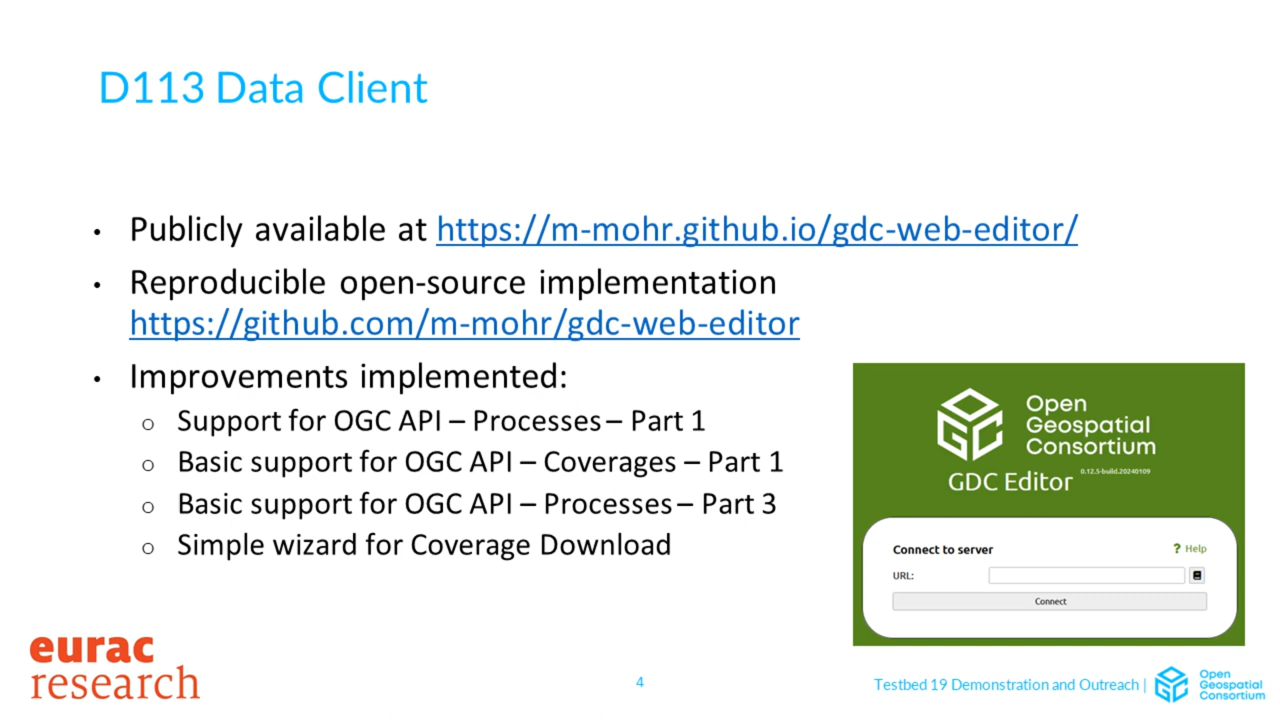 D113 Data Client
• Publicly available at https://m-mohr.github.io/gdc-web-editor/
• Reproducible open-source implementation
https://github.com/m-mohr/gdc-web-editor
• Improvements implemented:
○ Support for OGC API – Processes – Part 1
○ Basic support for OGC API – Coverages – Part 1
○ Basic support for OGC API – Processes – Part 3
○ Simple wizard for Coverage Download
Open
Geospatial
Consortium
GDC Editor 0.12.5-build.20240109
Connect to server
? Help
URL:
Connect
eurac
research
4
Testbed 19 Demonstration and Outreach |
Open
Geospatial
Consortium